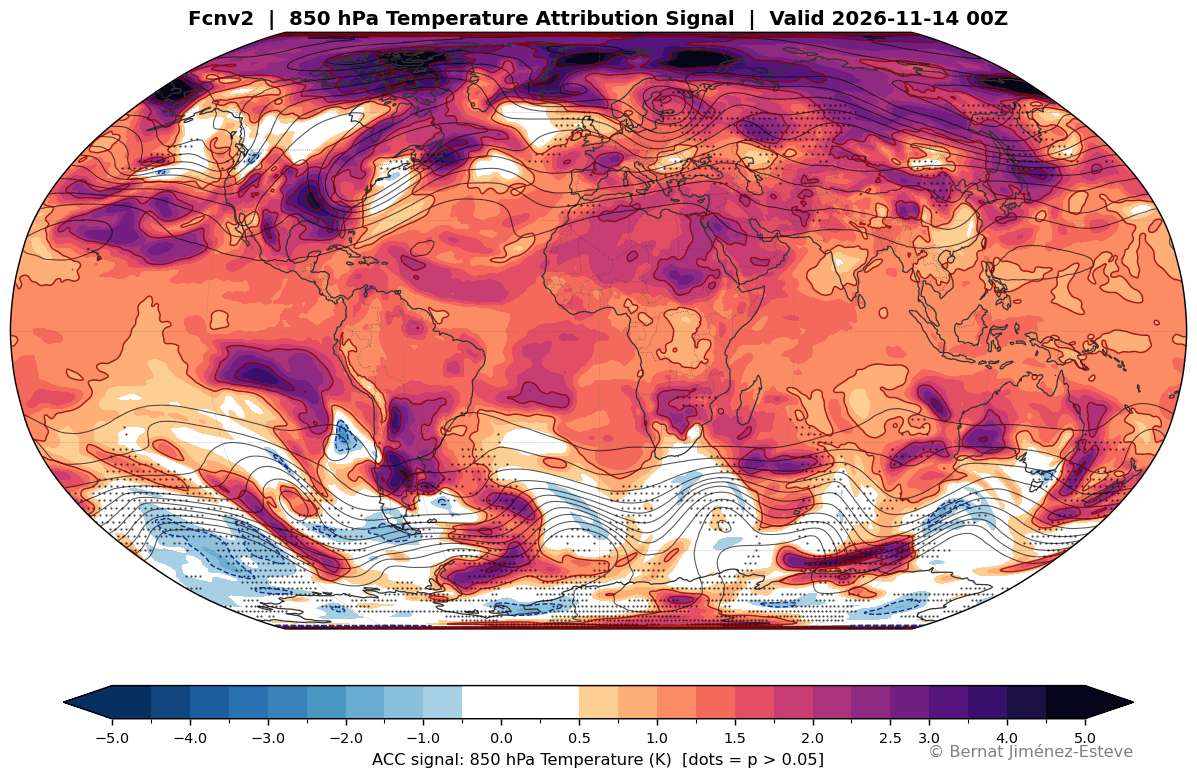 Fcnv2 | 850 hPa Temperature Attribution Signal | Valid 2026-11-14 00Z
−5.0 −4.0 −3.0 −2.0 −1.0 0.0 0.5 1.0 1.5 2.0 2.5 3.0 4.0 5.0
ACC signal: 850 hPa Temperature (K) [dots = p > 0.05]
© Bernat Jiménez-Esteve